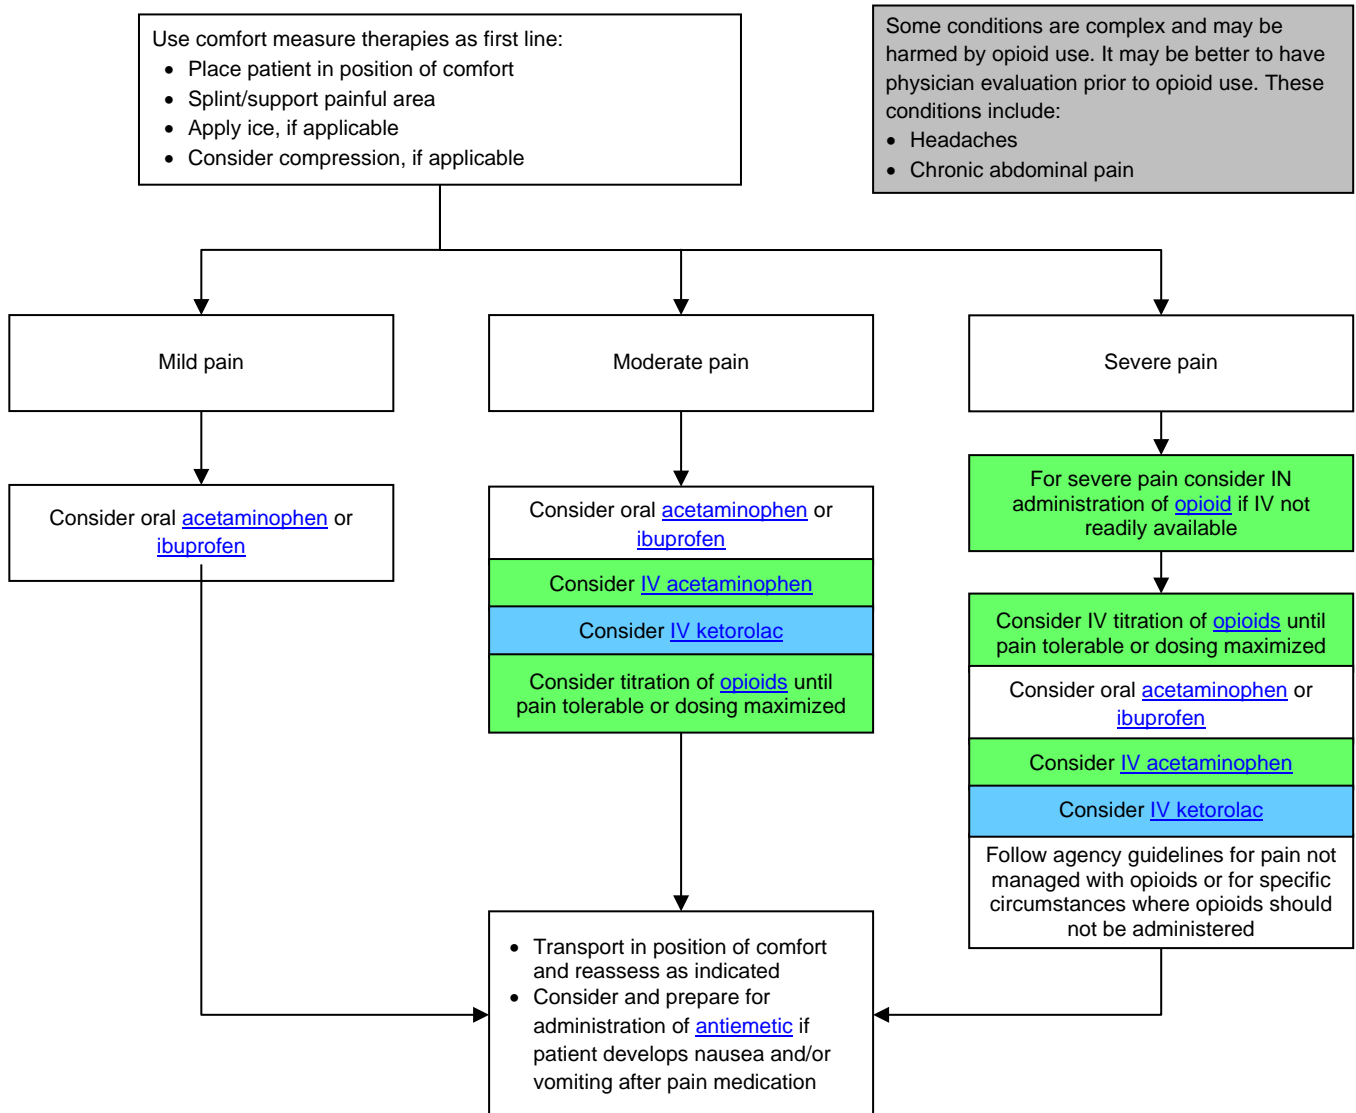 Use comfort measure therapies as first line:
• Place patient in position of comfort
• Splint/support painful area
• Apply ice, if applicable
• Consider compression, if applicable
Some conditions are complex and may be
harmed by opioid use. It may be better to have
physician evaluation prior to opioid use. These
conditions include:
• Headaches
• Chronic abdominal pain
Mild pain
Moderate pain
Severe pain
Consider oral acetaminophen or
ibuprofen
Consider oral acetaminophen or
ibuprofen
Consider IV acetaminophen
Consider IV ketorolac
Consider titration of opioids until
pain tolerable or dosing maximized
For severe pain consider IN
administration of opioid if IV not
readily available
Consider IV titration of opioids until
pain tolerable or dosing maximized
Consider oral acetaminophen or
ibuprofen
Consider IV acetaminophen
Consider IV ketorolac
Follow agency guidelines for pain not
managed with opioids or for specific
circumstances where opioids should
not be administered
• Transport in position of comfort
and reassess as indicated
• Consider and prepare for
administration of antiemetic if
patient develops nausea and/or
vomiting after pain medication